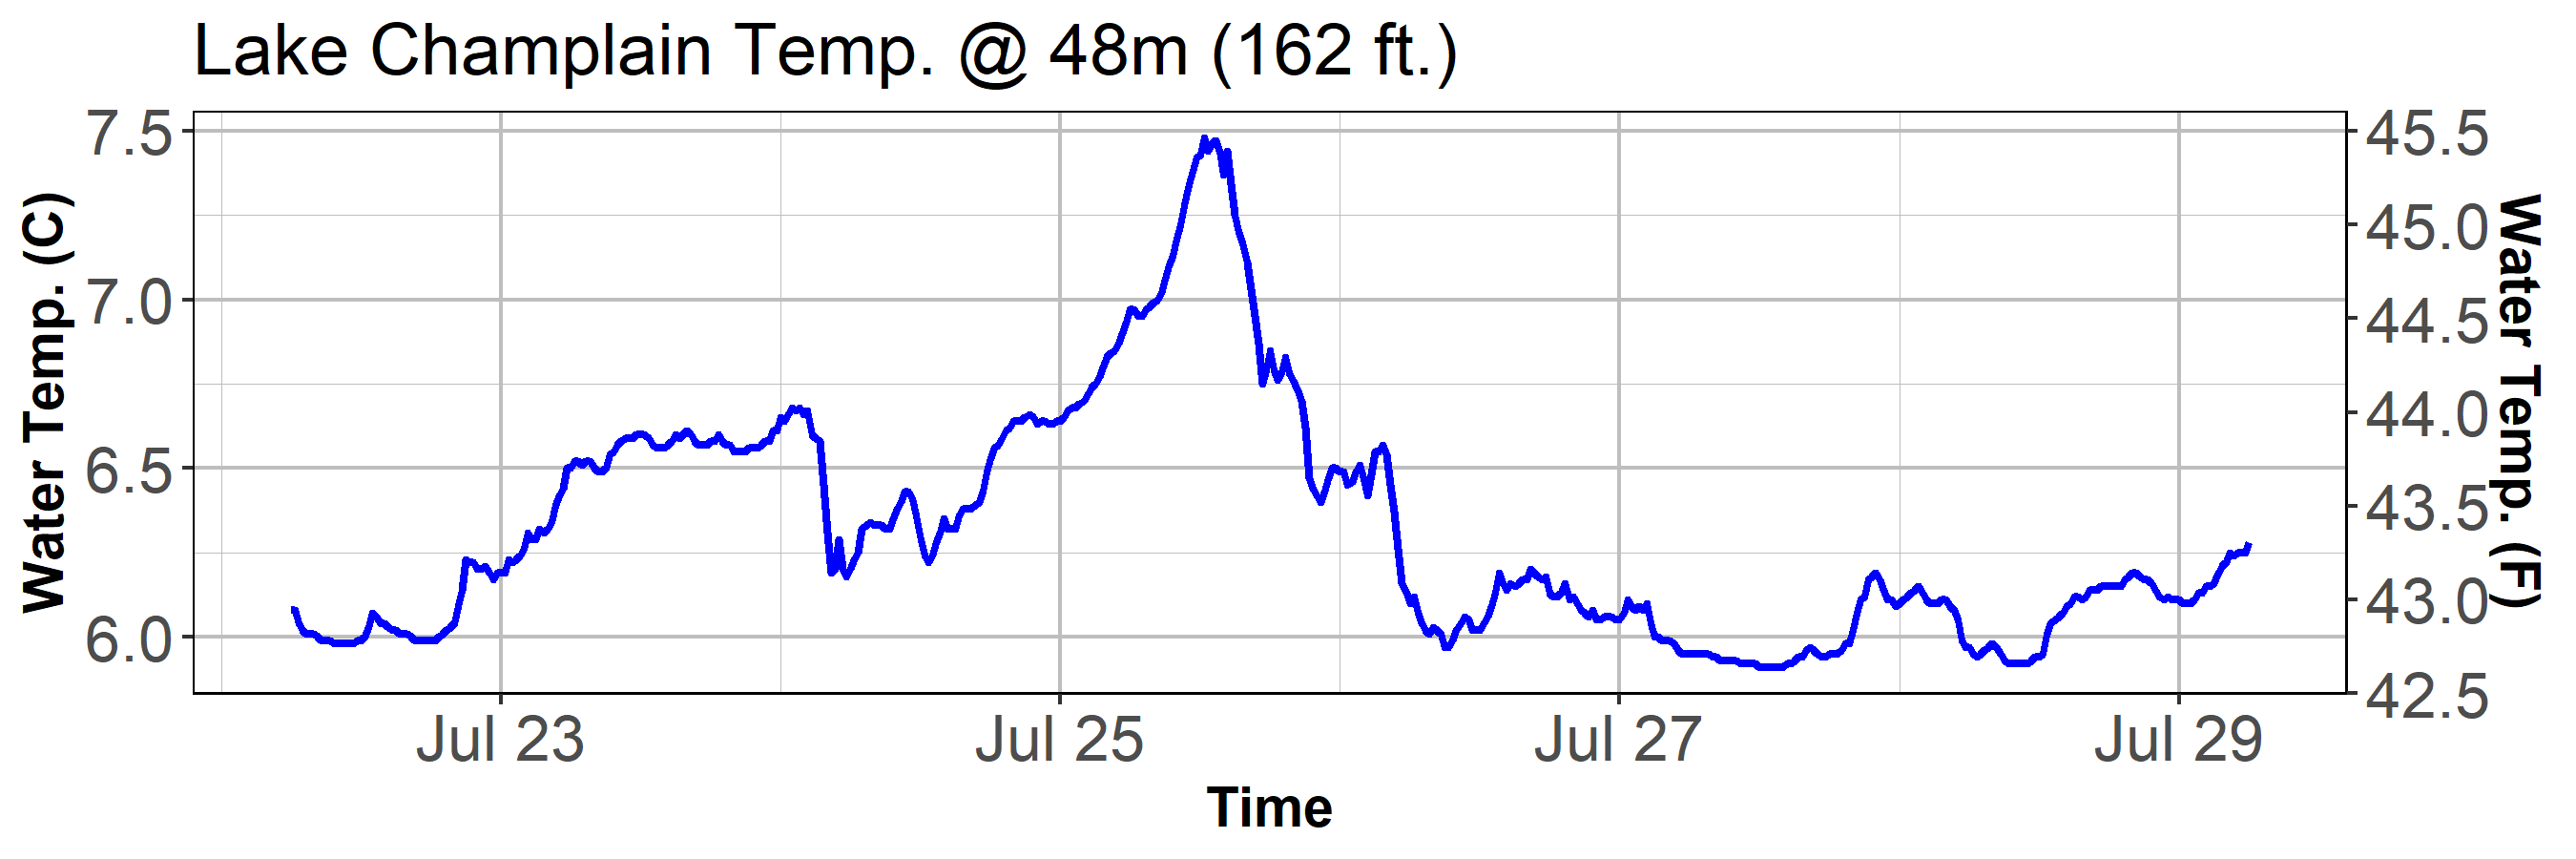 Lake Champlain Temp. @ 48m (162 ft.)
Water Temp. (C)
7.5
7.0
6.5
6.0
45.5
45.0
44.5
44.0
43.5
43.0
42.5
Water Temp. (F)
Jul 23 Jul 25 Jul 27 Jul 29
Time